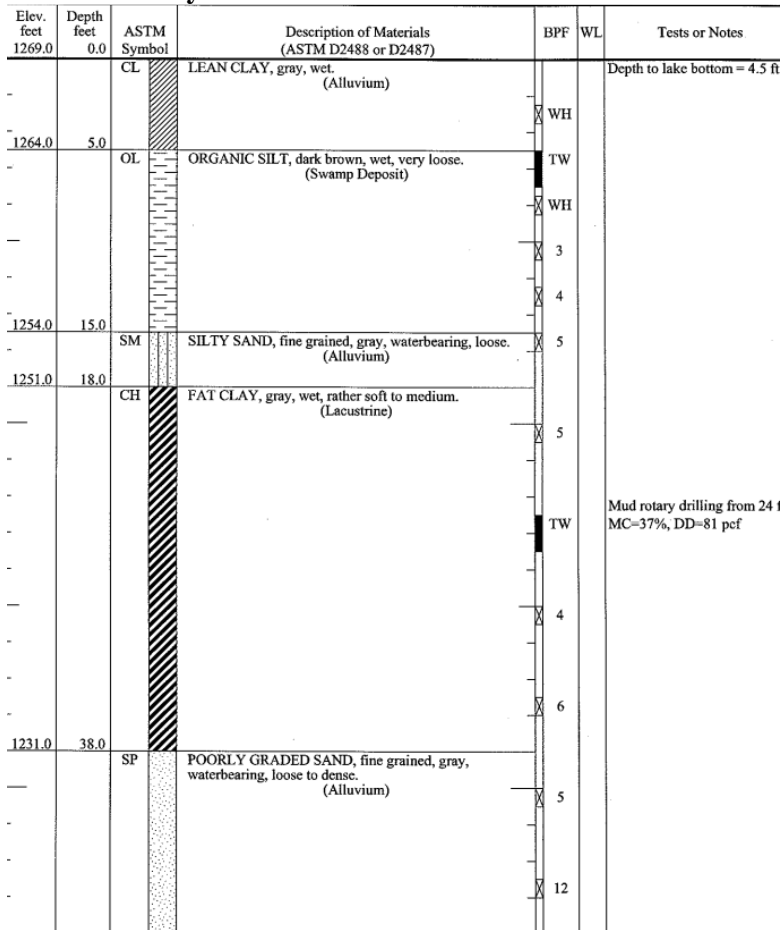 Elev. feet 1269.0 Depth feet 0.0 ASTM Symbol Description of Materials (ASTM D2488 or D2487) BPF WL Tests or Notes
CL LEAN CLAY, gray, wet. Depth to lake bottom = 4.5 ft
(Alluvium)
WH
1264.0 5.0
OL ORGANIC SILT, dark brown, wet, very loose. TW
(Swamp Deposit)
WH
3
4
1254.0 15.0
SM SILTY SAND, fine grained, gray, waterbearing, loose. 5
(Alluvium)
1251.0 18.0
CH FAT CLAY, gray, wet, rather soft to medium.
(Lacustrine)
5
Mud rotary drilling from 24 f
TW MC=37%, DD=81 pcf
4
6
1231.0 38.0
SP POORLY GRADED SAND, fine grained, gray,
waterbearing, loose to dense.
(Alluvium) 5
12